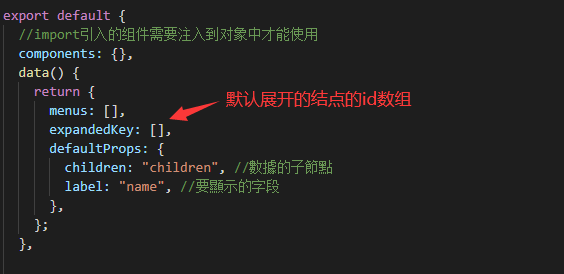 export default {
//import引入的组件需要注入到对象中才能使用
components: {},
data() {
return {
menus: [],
默认展开的结点的id数组
expandedKey: [],
defaultProps: {
children: "children", //數據的子節點
label: "name", //要顯示的字段
},
};
},